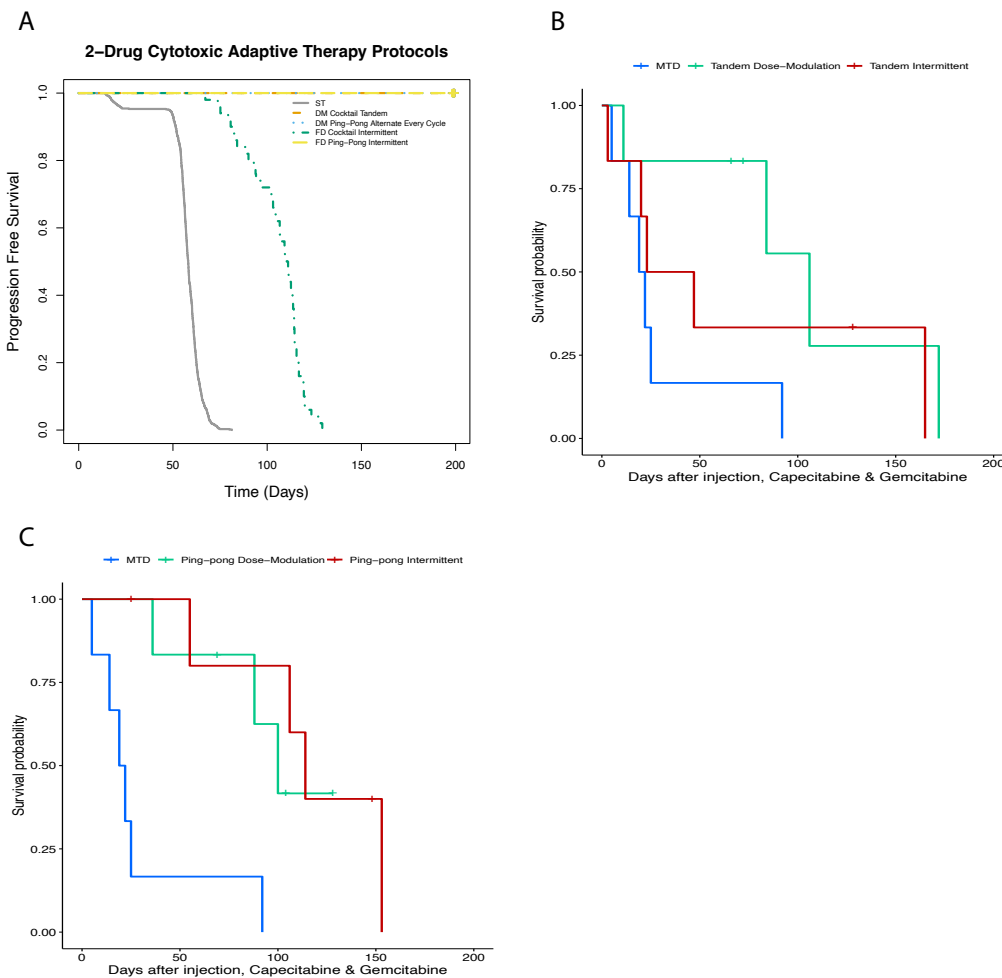 A
2−Drug Cytotoxic Adaptive Therapy Protocols
Progression Free Survival
1.0
0.8
0.6
0.4
0.2
0.0
ST
DM Cocktail Tandem
DM Ping−Pong Alternate Every Cycle
FD Cocktail Intermittent
FD Ping−Pong Intermittent
0 50 100 150 200
Time (Days)
B
MTD Tandem Dose−Modulation Tandem Intermittent
Survival probability
1.00
0.75
0.50
0.25
0.00
0 50 100 150 200
Days after injection, Capecitabine & Gemcitabine
C
MTD Ping−pong Dose−Modulation Ping−pong Intermittent
Survival probability
1.00
0.75
0.50
0.25
0.00
0 50 100 150 200
Days after injection, Capecitabine & Gemcitabine